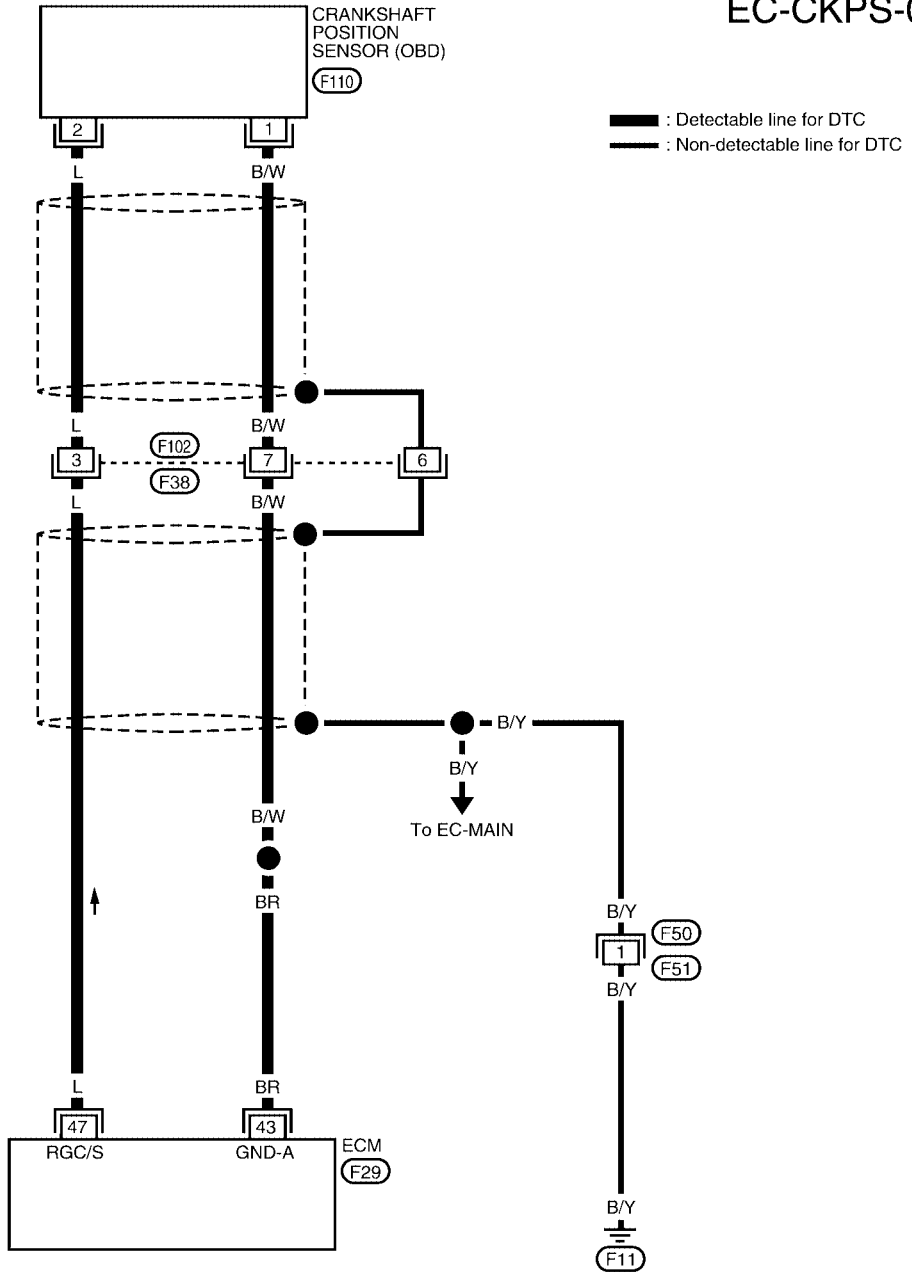 EC-CKPS-0
CRANKSHAFT
POSITION
SENSOR (OBD)
F110
: Detectable line for DTC
: Non-detectable line for DTC
2 1
L B/W
L B/W
F102
3 7 6
F38
L B/W
B/Y
B/Y
To EC-MAIN
B/W
BR
B/Y
F50
1
F51
B/Y
L BR
47 43
RGC/S GND-A
ECM
F29
B/Y
F11